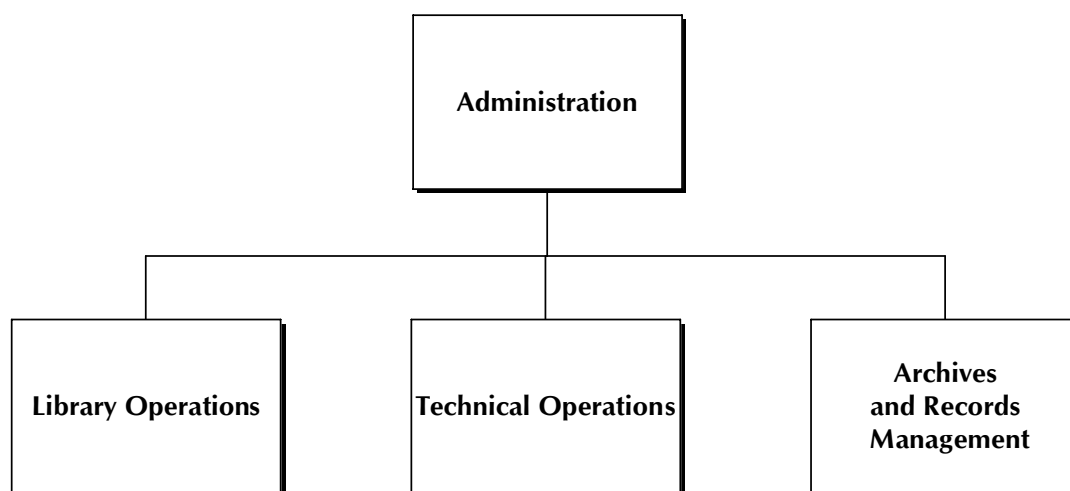 Administration
Library Operations
Technical Operations
Archives
and Records
Management